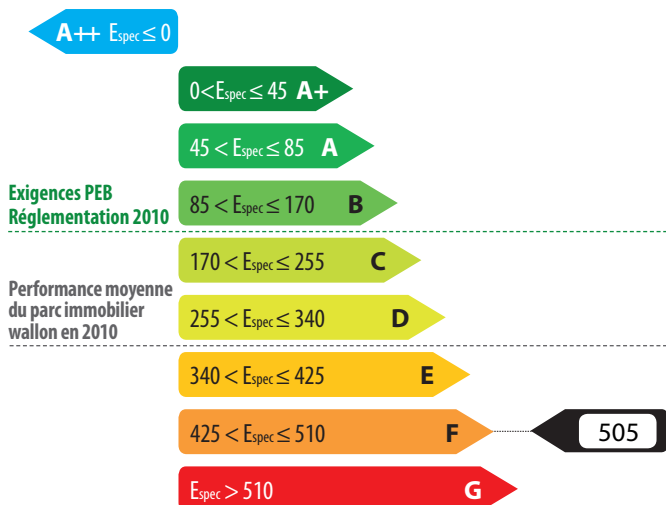 A++ Espec ≤ 0
0<Espec ≤ 45 A+
45 < Espec ≤ 85 A
Exigences PEB
Réglementation 2010
85 < Espec ≤ 170 B
170 < Espec ≤ 255 C
Performance moyenne
du parc immobilier
wallon en 2010
255 < Espec ≤ 340 D
340 < Espec ≤ 425 E
425 < Espec ≤ 510 F
505
Espec > 510 G